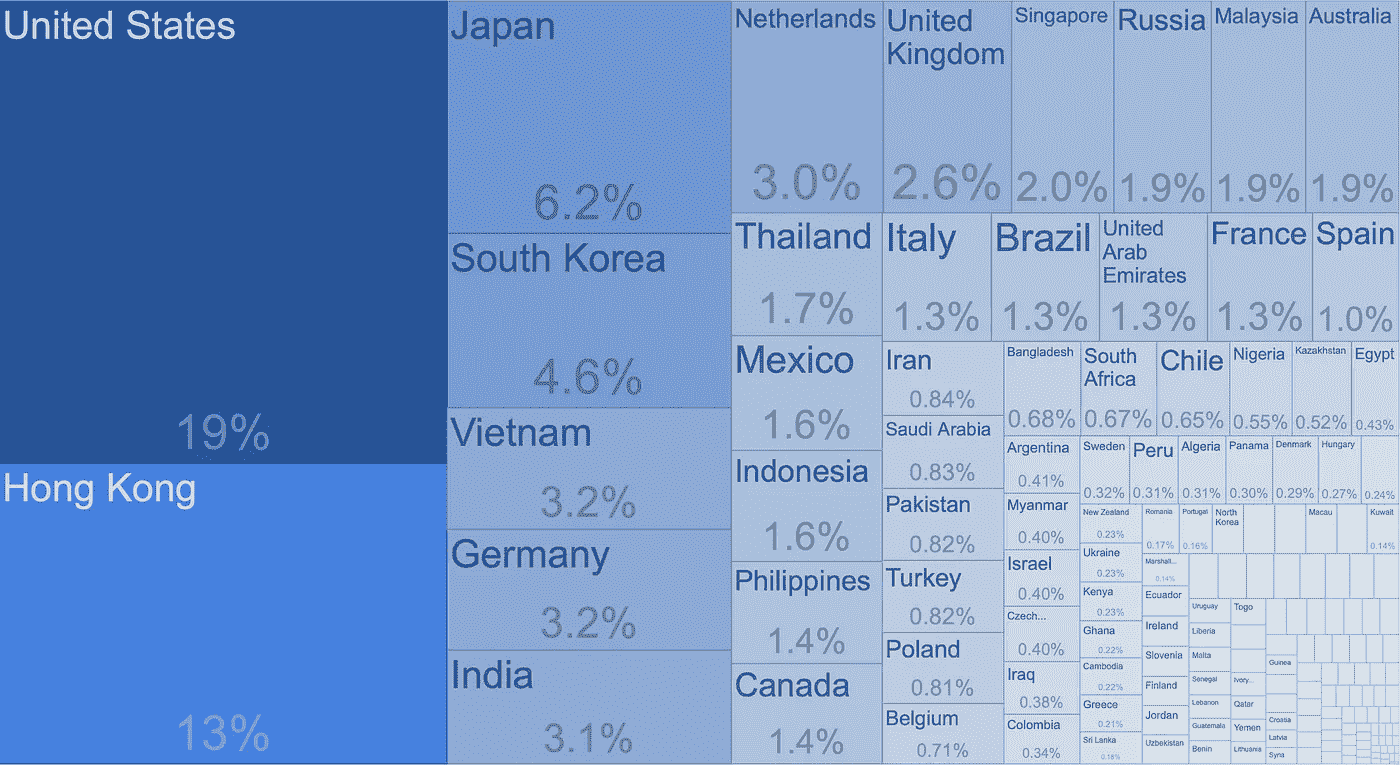 United States
19%
Hong Kong
13%
Japan
6.2%
South Korea
4.6%
Vietnam
3.2%
Germany
3.2%
India
3.1%
Netherlands
3.0%
United
Kingdom
2.6%
Singapore
2.0%
Russia
1.9%
Malaysia
1.9%
Australia
1.9%
Thailand
1.7%
Mexico
1.6%
Indonesia
1.6%
Philippines
1.4%
Canada
1.4%
Italy
1.3%
Brazil
1.3%
United
Arab
Emirates
1.3%
France
1.3%
Spain
1.0%
Iran
0.84%
Saudi Arabia
0.83%
Pakistan
0.82%
Turkey
0.82%
Poland
0.81%
Belgium
0.71%
Bangladesh
0.68%
South
Africa
0.67%
Chile
0.65%
Nigeria
0.55%
Kazakhstan
0.52%
Egypt
0.43%
Argentina
0.41%
Myanmar
0.40%
Israel
0.40%
Czech...
0.40%
Iraq
0.38%
Colombia
0.34%
Sweden
0.32%
Peru
0.31%
Algeria
0.31%
Panama
0.30%
Denmark
0.29%
Hungary
0.27%
0.24%
New Zealand
0.23%
Ukraine
0.23%
Kenya
0.23%
Ghana
0.22%
Cambodia
0.22%
Greece
0.21%
Sri Lanka
0.18%
Romania
0.17%
Portugal
0.16%
North
Korea
Macau
Kuwait
0.14%
Marshall...
0.14%
Ecuador
Ireland
Slovenia
Finland
Jordan
Uzbekistan
Uruguay
Liberia
Malta
Senegal
Lebanon
Guatemala
Benin
Togo
Ivory...
Qatar
Yemen
Lithuania
Guinea
Croatia
Latvia
Syria